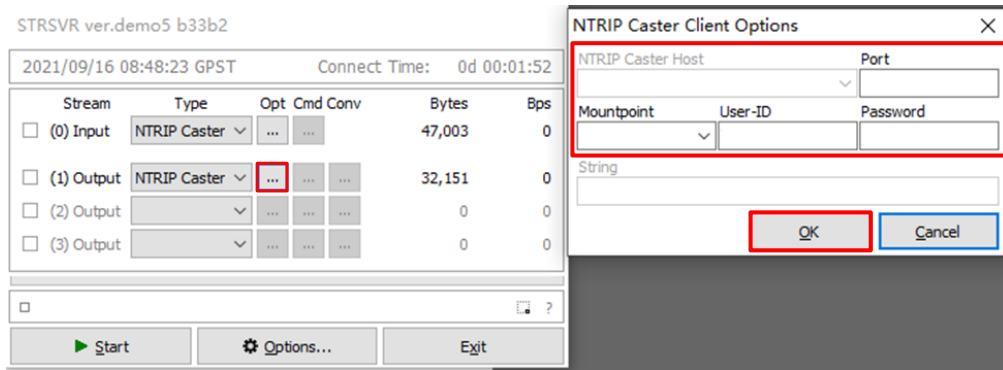 STRSVR ver.demo5 b33b2
2021/09/16 08:48:23 GPST Connect Time: 0d 00:01:52
Stream Type Opt Cmd Conv Bytes Bps
(0) Input NTRIP Caster ... ... 47,003 0
(1) Output NTRIP Caster ... ... ... 32,151 0
(2) Output ... ... ... 0 0
(3) Output ... ... ... 0 0
?
Start Options... Exit
NTRIP Caster Client Options
NTRIP Caster Host Port
Mountpoint User-ID Password
String
OK Cancel